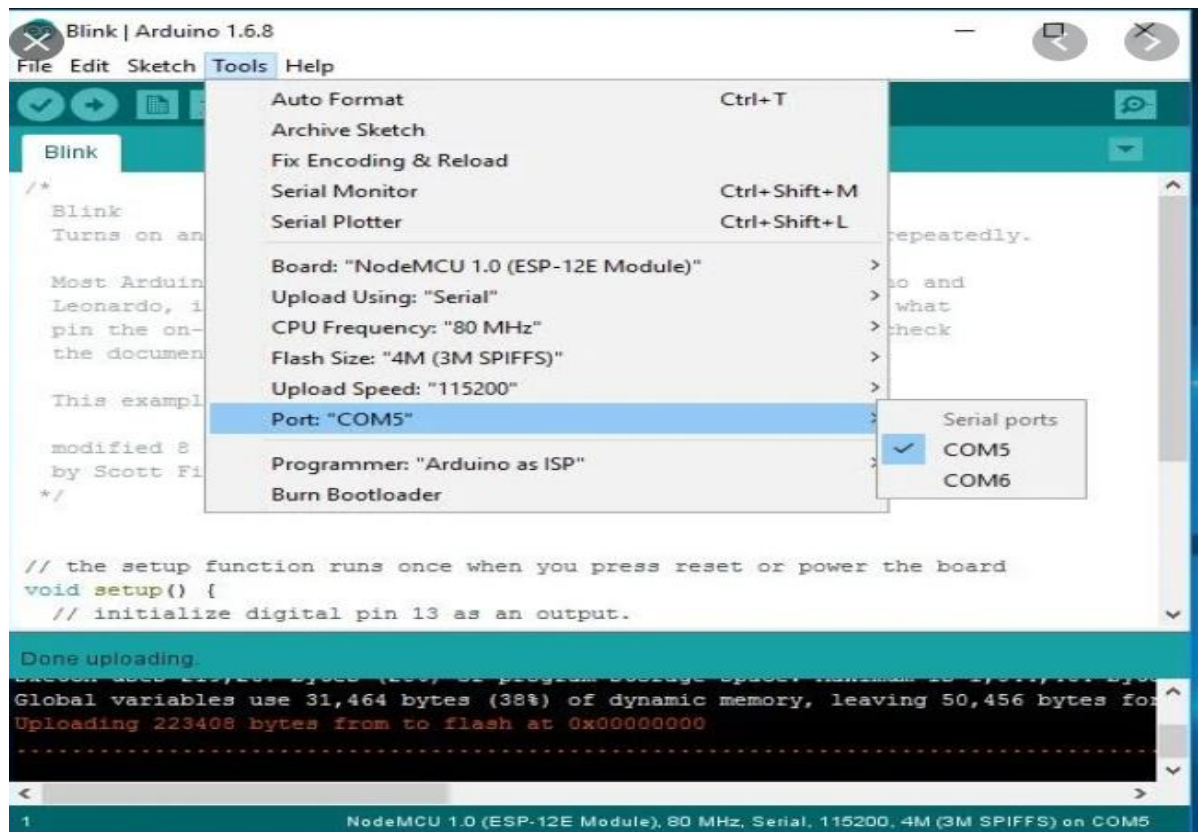 Blink | Arduino 1.6.8
File Edit Sketch Tools Help
Auto Format Ctrl+T
Archive Sketch
Fix Encoding & Reload
Serial Monitor Ctrl+Shift+M
Serial Plotter Ctrl+Shift+L
Board: "NodeMCU 1.0 (ESP-12E Module)"
Upload Using: "Serial"
CPU Frequency: "80 MHz"
Flash Size: "4M (3M SPIFFS)"
Upload Speed: "115200"
Port: "COM5"
Programmer: "Arduino as ISP"
Burn Bootloader
Serial ports
COM5
COM6
Blink
/*
Blink
Turns on an repeatedly.
Most Arduin and
Leonardo, i what
pin the on- check
the documen
This exampl
modified 8
by Scott Fi
*/
// the setup function runs once when you press reset or power the board
void setup() {
// initialize digital pin 13 as an output.
Done uploading.
Global variables use 31,464 bytes (38%) of dynamic memory, leaving 50,456 bytes for
Uploading 223408 bytes from to flash at 0x00000000
1 NodeMCU 1.0 (ESP-12E Module), 80 MHz, Serial, 115200, 4M (3M SPIFFS) on COM5